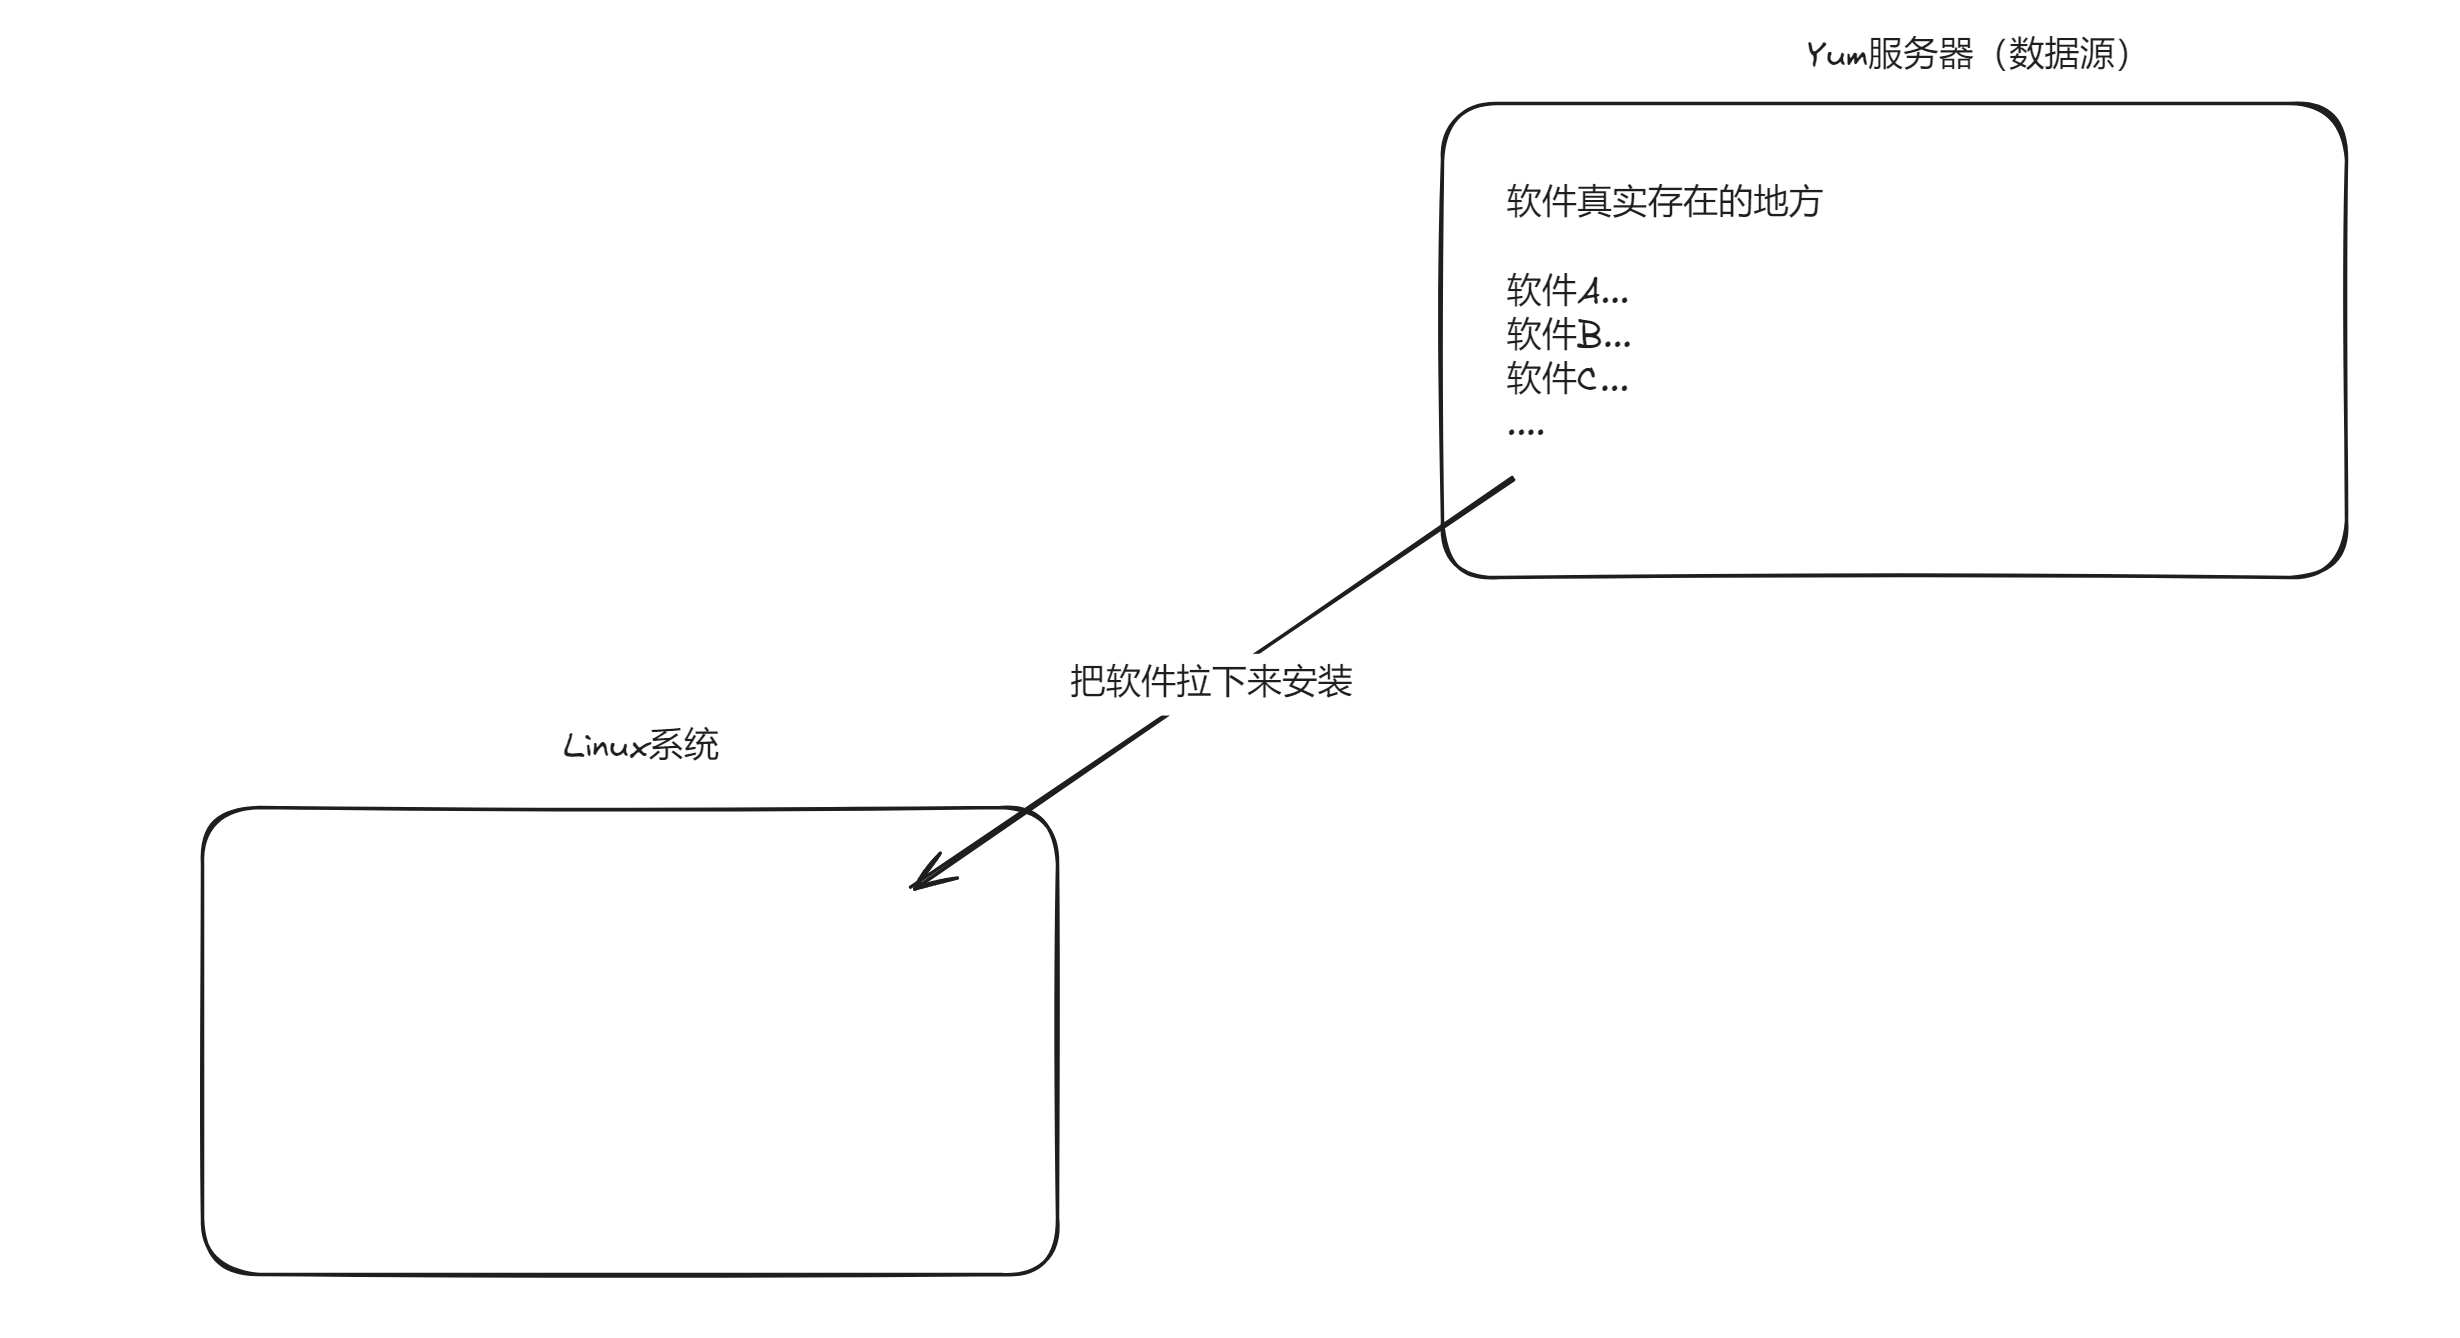 Yum服务器（数据源）
软件真实存在的地方
软件A...
软件B...
软件C...
....
把软件拉下来安装
Linux系统